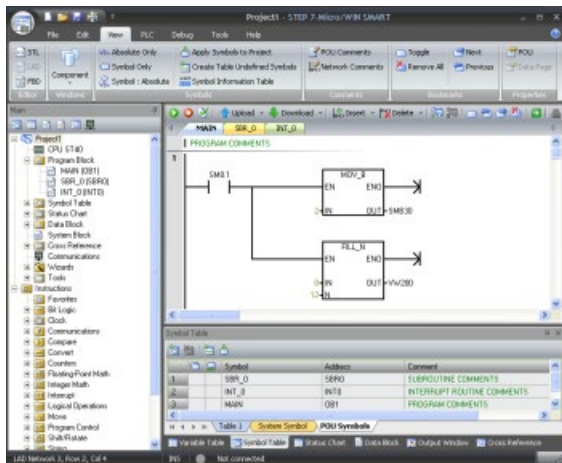 Project1 - STEP 7-Micro/WIN SMART
File Edit View PLC Debug Tools Help
STL
LAD
FBD
Editor
Component
Windows
Absolute Only
Symbol Only
Symbol : Absolute
Apply Symbols to Project
Create Table Undefined Symbols
Symbol Information Table
Symbols
POU Comments
Network Comments
Comments
Toggle
Remove All
Next
Previous
Bookmarks
POU
Data Page
Properties
Main
Project1
CPU ST40
Program Block
MAIN (OB1)
SBR_0 (SBR0)
INT_0 (INT0)
Symbol Table
Status Chart
Data Block
System Block
Cross Reference
Communications
Wizards
Tools
Instructions
Favorites
Bit Logic
Clock
Communications
Compare
Convert
Counters
Floating-Point Math
Integer Math
Interrupt
Logical Operations
Move
Program Control
Shift/Rotate
String
Upload Download Insert Delete
MAIN SBR_0 INT_0
PROGRAM COMMENTS
1
SM0.1
MOV_B
EN ENO
2 IN OUT SMB30
FILL_N
EN ENO
0 IN OUT VW200
12 N
Symbol Table
Symbol Address Comment
1 SBR_0 SBR0 SUBROUTINE COMMENTS
2 INT_0 INT0 INTERRUPT ROUTINE COMMENTS
3 MAIN OB1 PROGRAM COMMENTS
Table 1 System Symbol POU Symbols
Variable Table Symbol Table Status Chart Data Block Output Window Cross Reference
LAD Network 3, Row 2, Col 4 INS Not connected